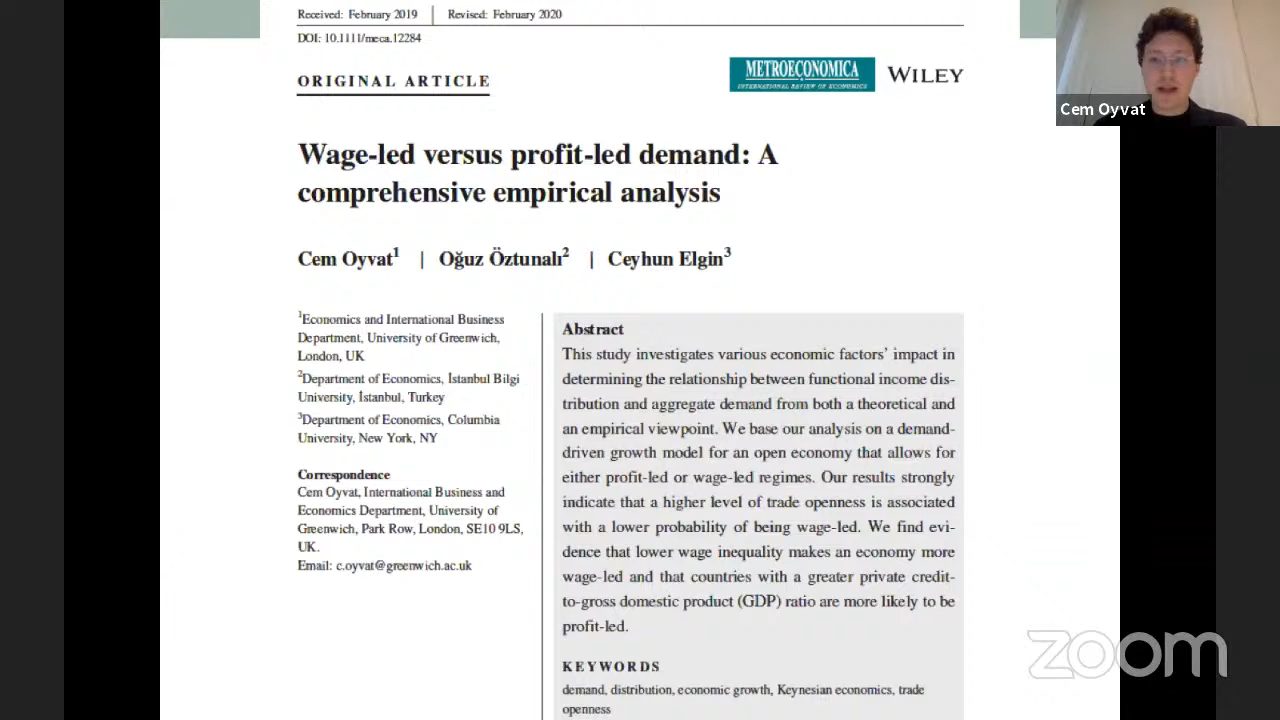 Received: February 2019 | Revised: February 2020
DOI: 10.1111/meca.12284
ORIGINAL ARTICLE
METROECONOMICA
INTERNATIONAL REVIEW OF ECONOMICS
WILEY
Cem Oyvat
Wage-led versus profit-led demand: A
comprehensive empirical analysis
Cem Oyvat1 | Oğuz Öztunalı2 | Ceyhun Elgin3
1Economics and International Business
Department, University of Greenwich,
London, UK
2Department of Economics, İstanbul Bilgi
University, İstanbul, Turkey
3Department of Economics, Columbia
University, New York, NY
Correspondence
Cem Oyvat, International Business and
Economics Department, University of
Greenwich, Park Row, London, SE10 9LS,
UK.
Email: c.oyvat@greenwich.ac.uk
Abstract
This study investigates various economic factors' impact in
determining the relationship between functional income dis-
tribution and aggregate demand from both a theoretical and
an empirical viewpoint. We base our analysis on a demand-
driven growth model for an open economy that allows for
either profit-led or wage-led regimes. Our results strongly
indicate that a higher level of trade openness is associated
with a lower probability of being wage-led. We find evi-
dence that lower wage inequality makes an economy more
wage-led and that countries with a greater private credit-
to-gross domestic product (GDP) ratio are more likely to be
profit-led.
KEYWORDS
demand, distribution, economic growth, Keynesian economics, trade
openness
zoom